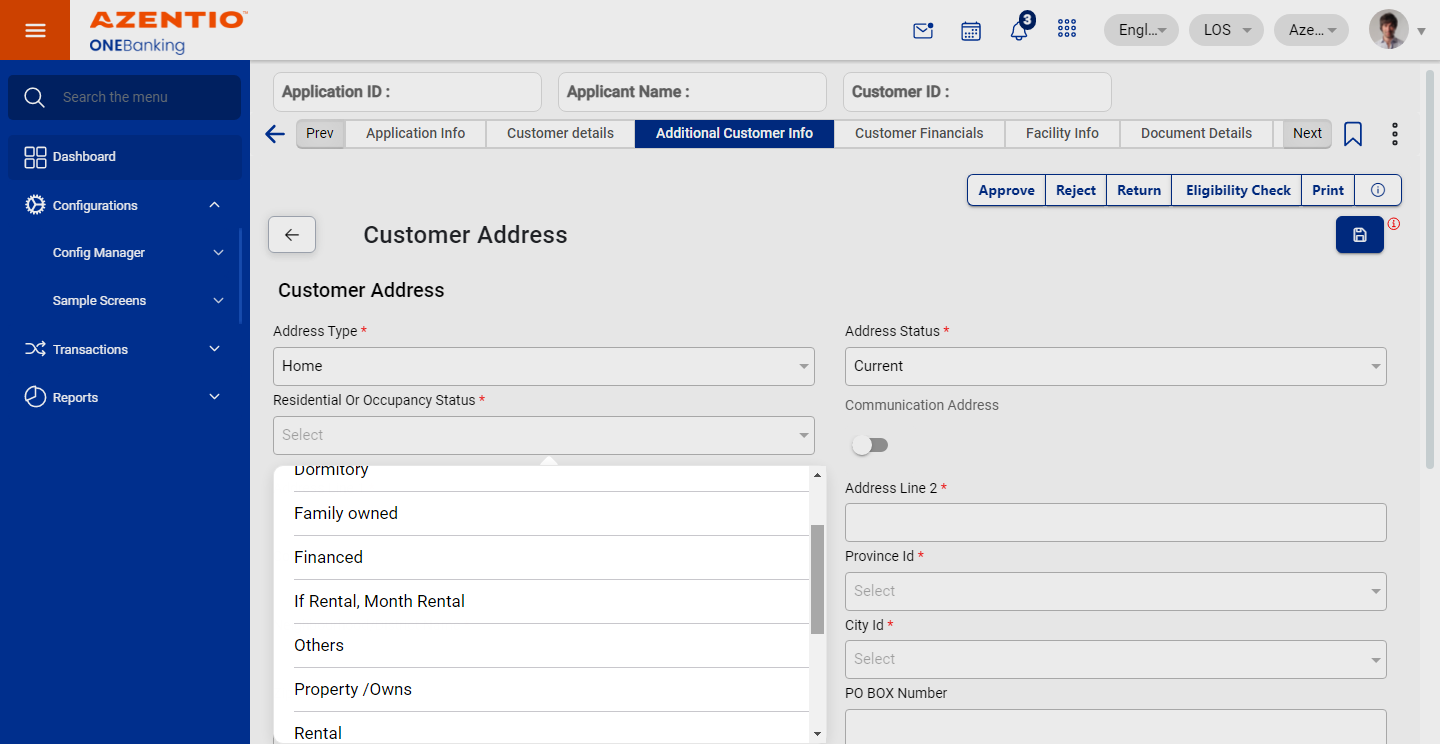 AZENTIO™
ONEBanking
3
Engl...
LOS
Aze...
Search the menu
Dashboard
Configurations
Config Manager
Sample Screens
Transactions
Reports
Application ID :
Applicant Name :
Customer ID :
Prev
Application Info
Customer details
Additional Customer Info
Customer Financials
Facility Info
Document Details
Next
Approve
Reject
Return
Eligibility Check
Print
Customer Address
Customer Address
Address Type *
Home
Address Status *
Current
Residential Or Occupancy Status *
Select
Communication Address
Dormitory
Family owned
Financed
If Rental, Month Rental
Others
Property /Owns
Rental
Address Line 2 *
Province Id *
Select
City Id *
Select
PO BOX Number